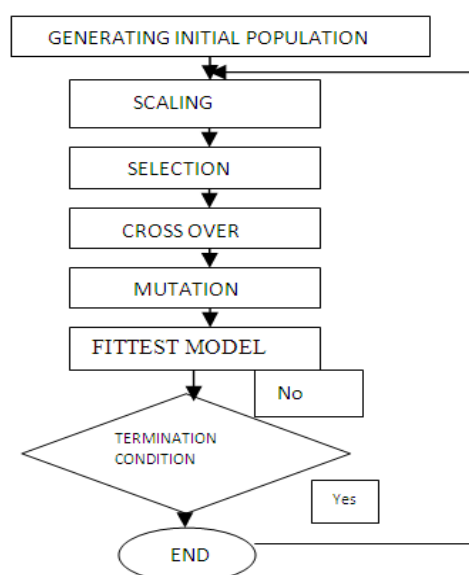 GENERATING INITIAL POPULATION
SCALING
SELECTION
CROSS OVER
MUTATION
FITTEST MODEL
No
TERMINATION
CONDITION
Yes
END